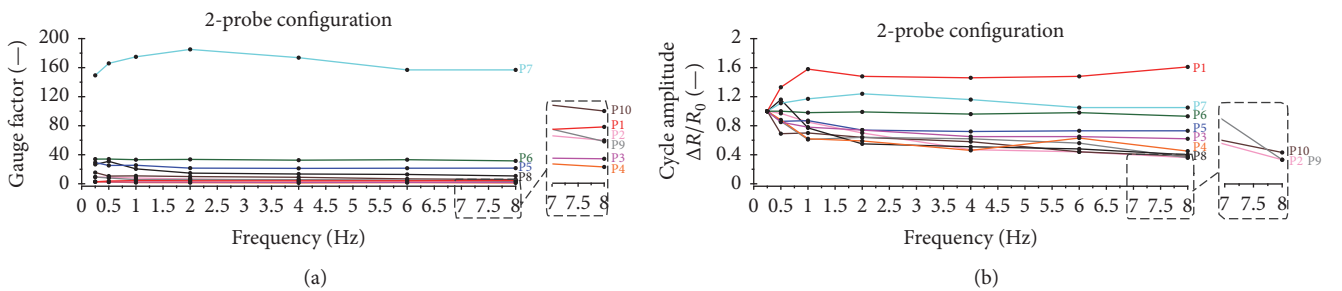 2-probe configuration
Gauge factor (—)
200
160
120
80
40
0
P7
P6
P5
P8
0 0.5 1 1.5 2 2.5 3 3.5 4 4.5 5 5.5 6 6.5 7 7.5 8
Frequency (Hz)
P10
P1
P2
P9
P3
P4
7 7.5 8
(a)
2-probe configuration
Cycle amplitude
ΔR/R0 (—)
2
1.6
1.2
0.8
0.4
0
P1
P7
P6
P5
P3
P4
P8
0 0.5 1 1.5 2 2.5 3 3.5 4 4.5 5 5.5 6 6.5 7 7.5 8
Frequency (Hz)
P10
P2 P9
7 7.5 8
(b)